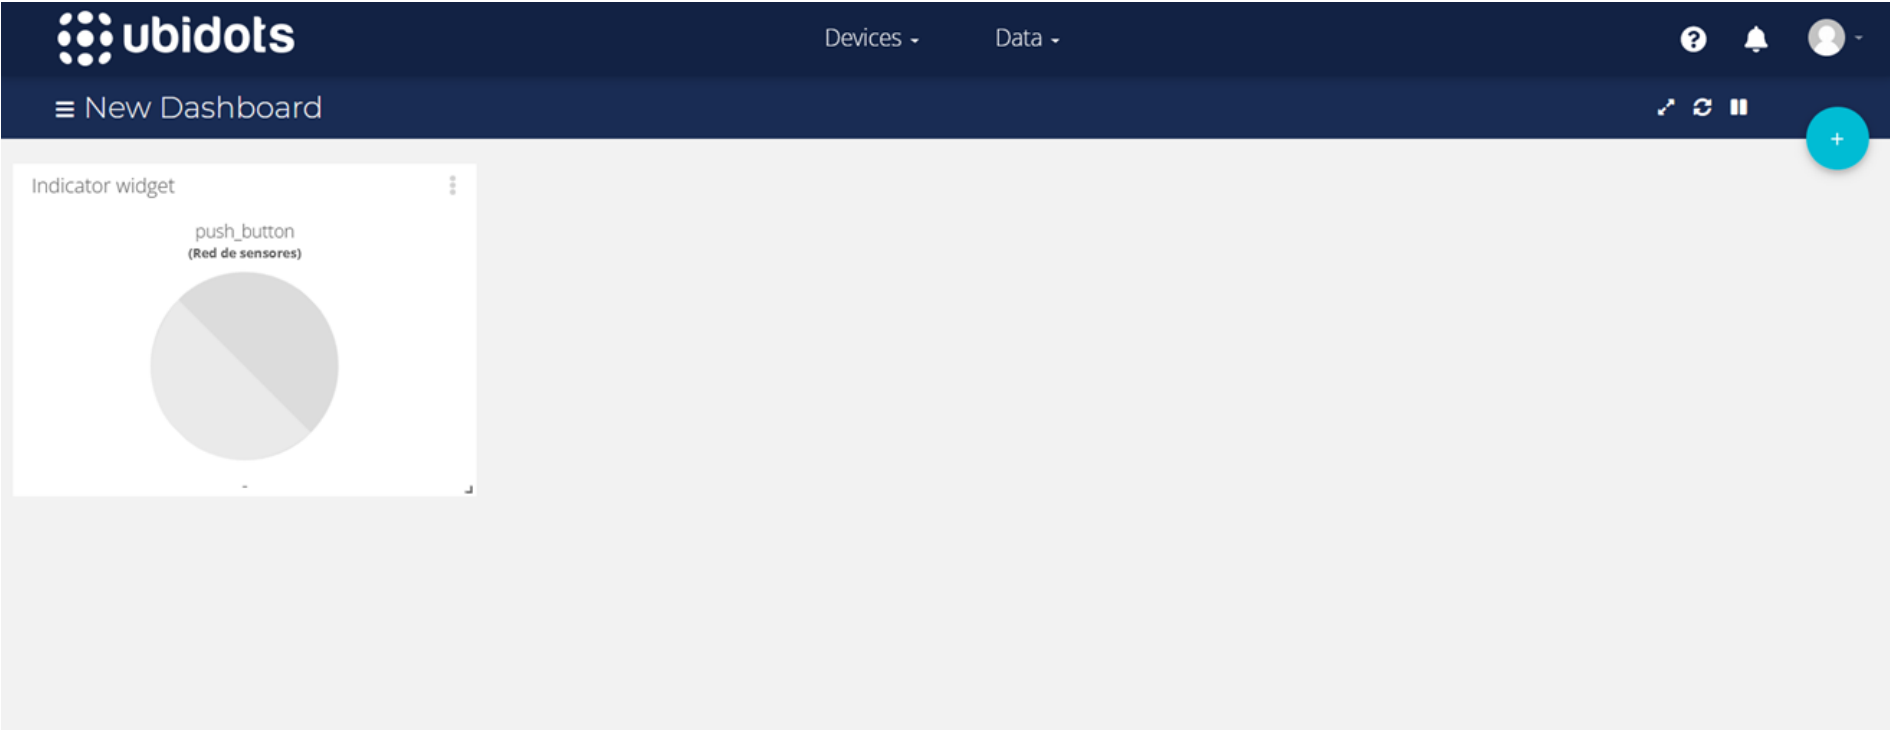 ubidots
Devices
Data
New Dashboard
Indicator widget
push_button
(Red de sensores)
-